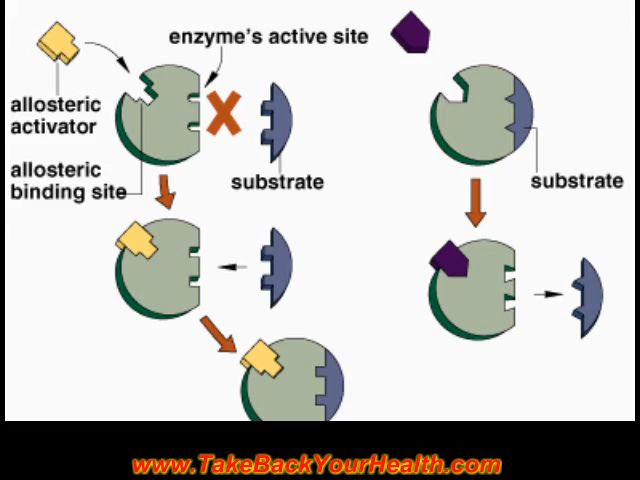 enzyme's active site
allosteric
activator
allosteric
binding site
substrate
substrate
www.TakeBackYourHealth.com